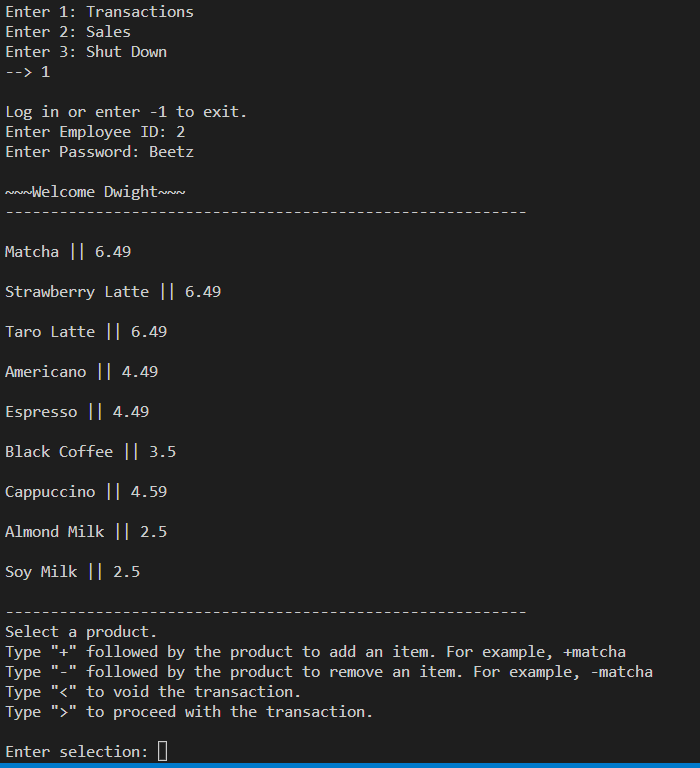 Enter 1: Transactions
Enter 2: Sales
Enter 3: Shut Down
--> 1
Log in or enter -1 to exit.
Enter Employee ID: 2
Enter Password: Beetz
~~~Welcome Dwight~~~
----------------------------------------------------------
Matcha || 6.49
Strawberry Latte || 6.49
Taro Latte || 6.49
Americano || 4.49
Espresso || 4.49
Black Coffee || 3.5
Cappuccino || 4.59
Almond Milk || 2.5
Soy Milk || 2.5
----------------------------------------------------------
Select a product.
Type "+" followed by the product to add an item. For example, +matcha
Type "-" followed by the product to remove an item. For example, -matcha
Type "<" to void the transaction.
Type ">" to proceed with the transaction.
Enter selection: